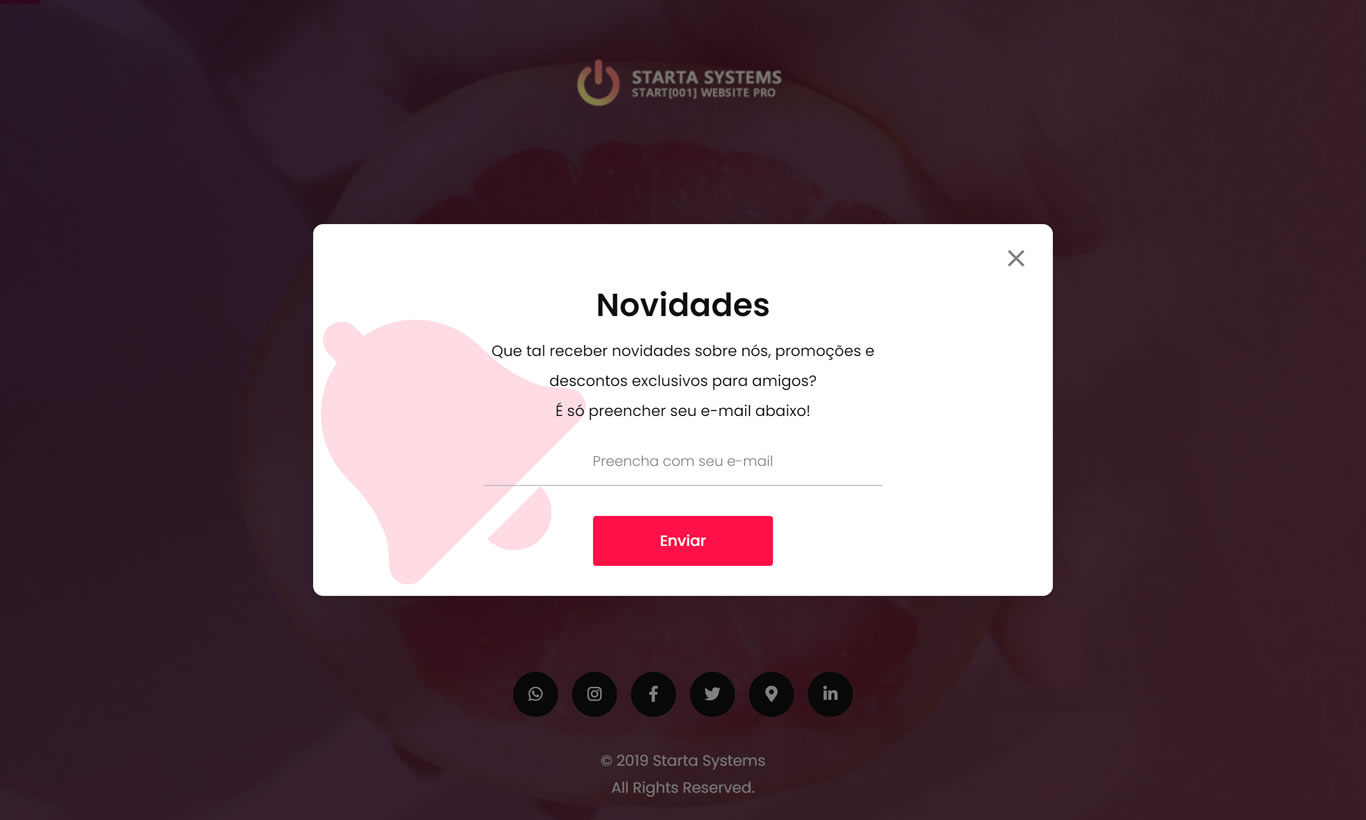 STARTA SYSTEMS
START[001] WEBSITE PRO
Novidades
Que tal receber novidades sobre nós, promoções e
descontos exclusivos para amigos?
É só preencher seu e-mail abaixo!
Preencha com seu e-mail
Enviar
© 2019 Starta Systems
All Rights Reserved.